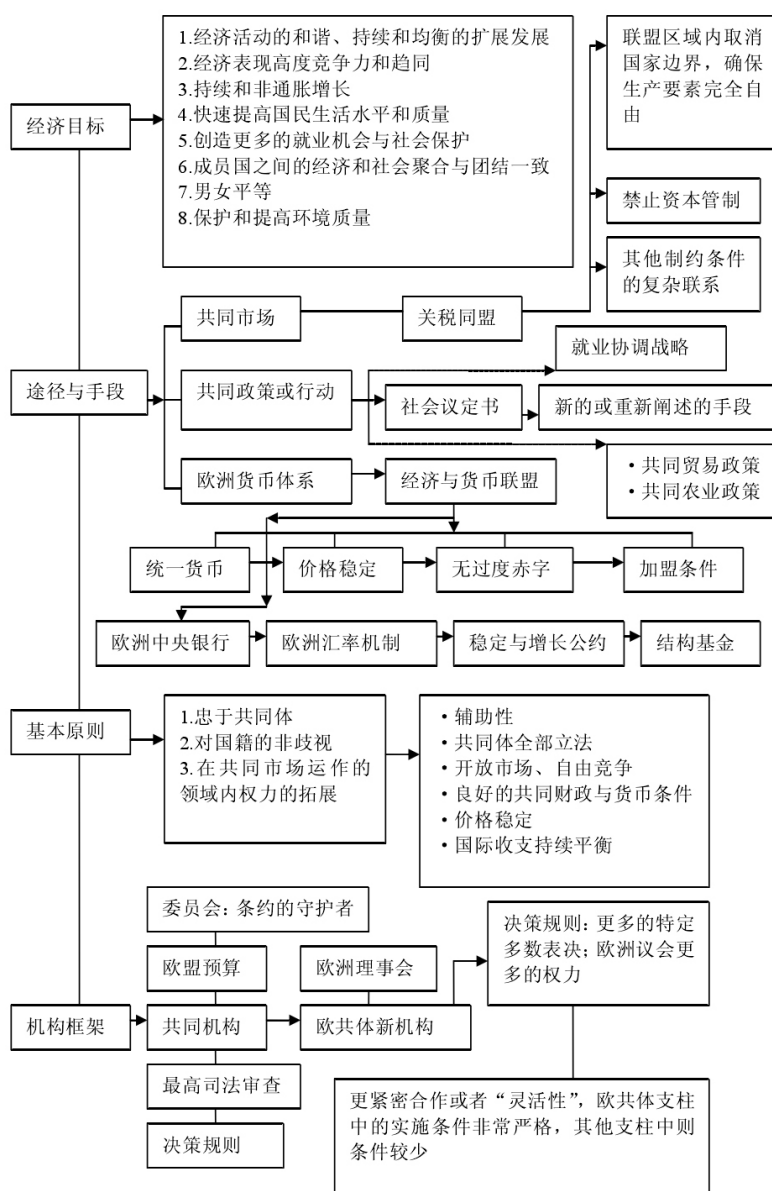 1.经济活动的和谐、持续和均衡的扩展发展
2.经济表现高度竞争力和趋同
3.持续和非通胀增长
4.快速提高国民生活水平和质量
5.创造更多的就业机会与社会保护
6.成员国之间的经济和社会聚合与团结一致
7.男女平等
8.保护和提高环境质量
经济目标
联盟区域内取消
国家边界，确保
生产要素完全自
由
禁止资本管制
其他制约条件
的复杂联系
共同市场
关税同盟
就业协调战略
途径与手段
共同政策或行动
社会议定书
新的或重新阐述的手段
·共同贸易政策
·共同农业政策
欧洲货币体系
经济与货币联盟
统一货币
价格稳定
无过度赤字
加盟条件
欧洲中央银行
欧洲汇率机制
稳定与增长公约
结构基金
基本原则
1.忠于共同体
2.对国籍的非歧视
3.在共同市场运作的
领域内权力的拓展
·辅助性
·共同体全部立法
·开放市场、自由竞争
·良好的共同财政与货币条件
·价格稳定
·国际收支持续平衡
委员会：条约的守护者
欧盟预算
欧洲理事会
决策规则：更多的特定
多数表决；欧洲议会更
多的权力
机构框架
共同机构
欧共体新机构
最高司法审查
决策规则
更紧密合作或者“灵活性”，欧共体支柱
中的实施条件非常严格，其他支柱中则
条件较少